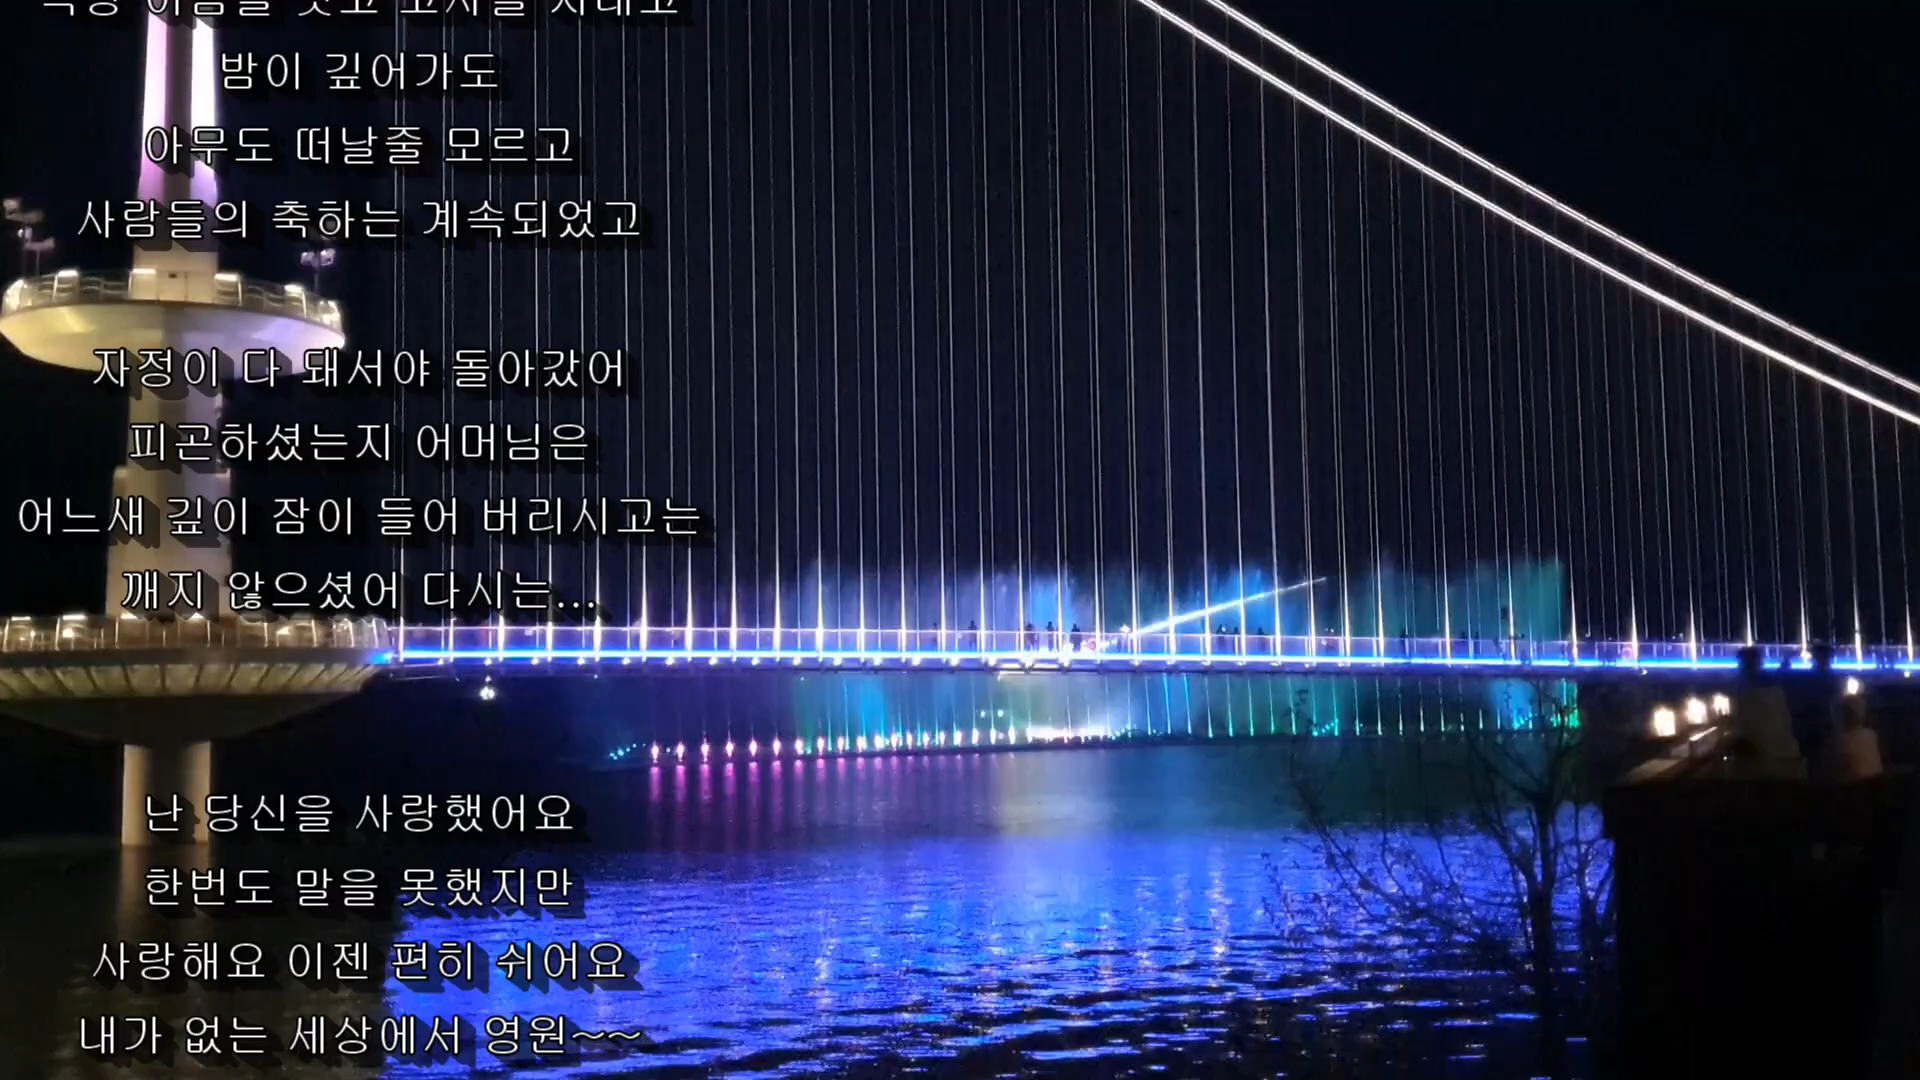 밤이 깊어가도
아무도 떠날줄 모르고
사람들의 축하는 계속되었고
자정이 다 돼서야 돌아갔어
피곤하셨는지 어머님은
어느새 깊이 잠이 들어 버리시고는
깨지 않으셨어 다시는...
난 당신을 사랑했어요
한번도 말을 못했지만
사랑해요 이젠 편히 쉬어요
내가 없는 세상에서 영원~~